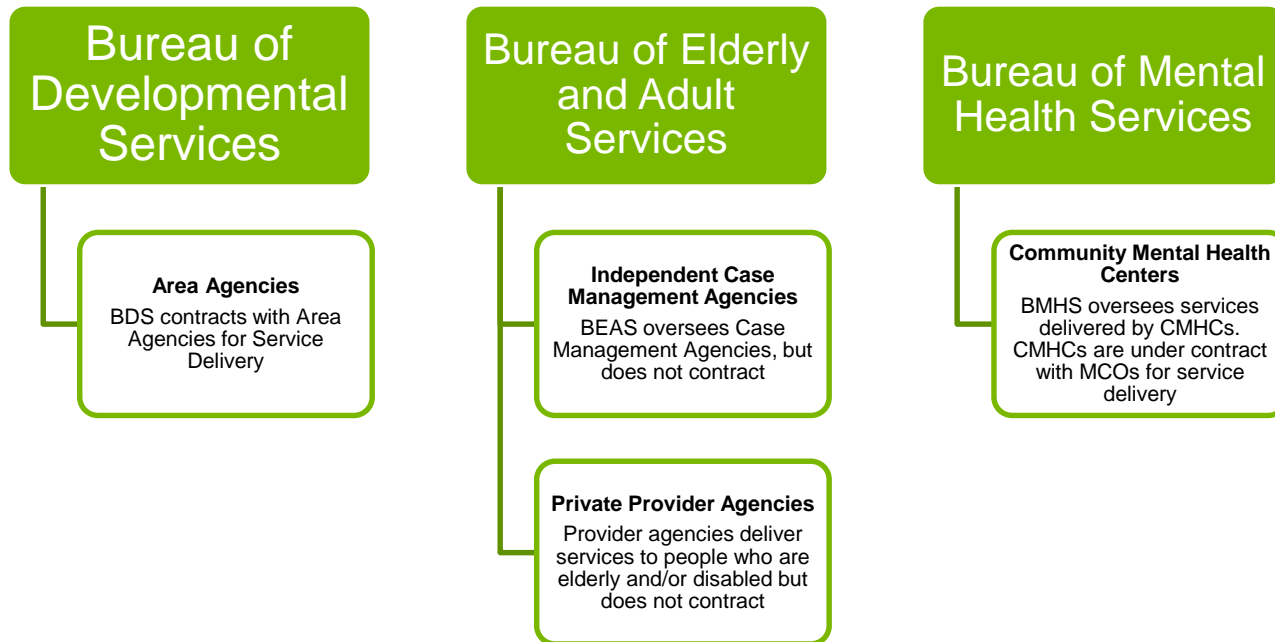 Bureau of
Developmental
Services
Area Agencies
BDS contracts with Area
Agencies for Service
Delivery
Bureau of Elderly
and Adult
Services
Independent Case
Management Agencies
BEAS oversees Case
Management Agencies, but
does not contract
Private Provider Agencies
Provider agencies deliver
services to people who are
elderly and/or disabled but
does not contract
Bureau of Mental
Health Services
Community Mental Health
Centers
BMHS oversees services
delivered by CMHCs.
CMHCs are under contract
with MCOs for service
delivery